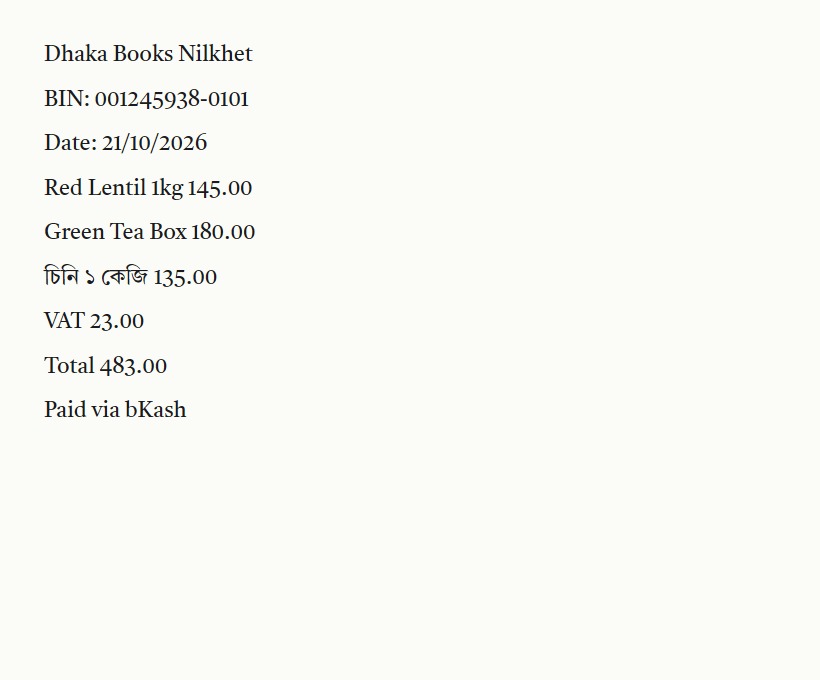 Dhaka Books Nilkhet
BIN: 001245938-0101
Date: 21/10/2026
Red Lentil 1kg 145.00
Green Tea Box 180.00
চিনি ১ কেজি 135.00
VAT 23.00
Total 483.00
Paid via bKash